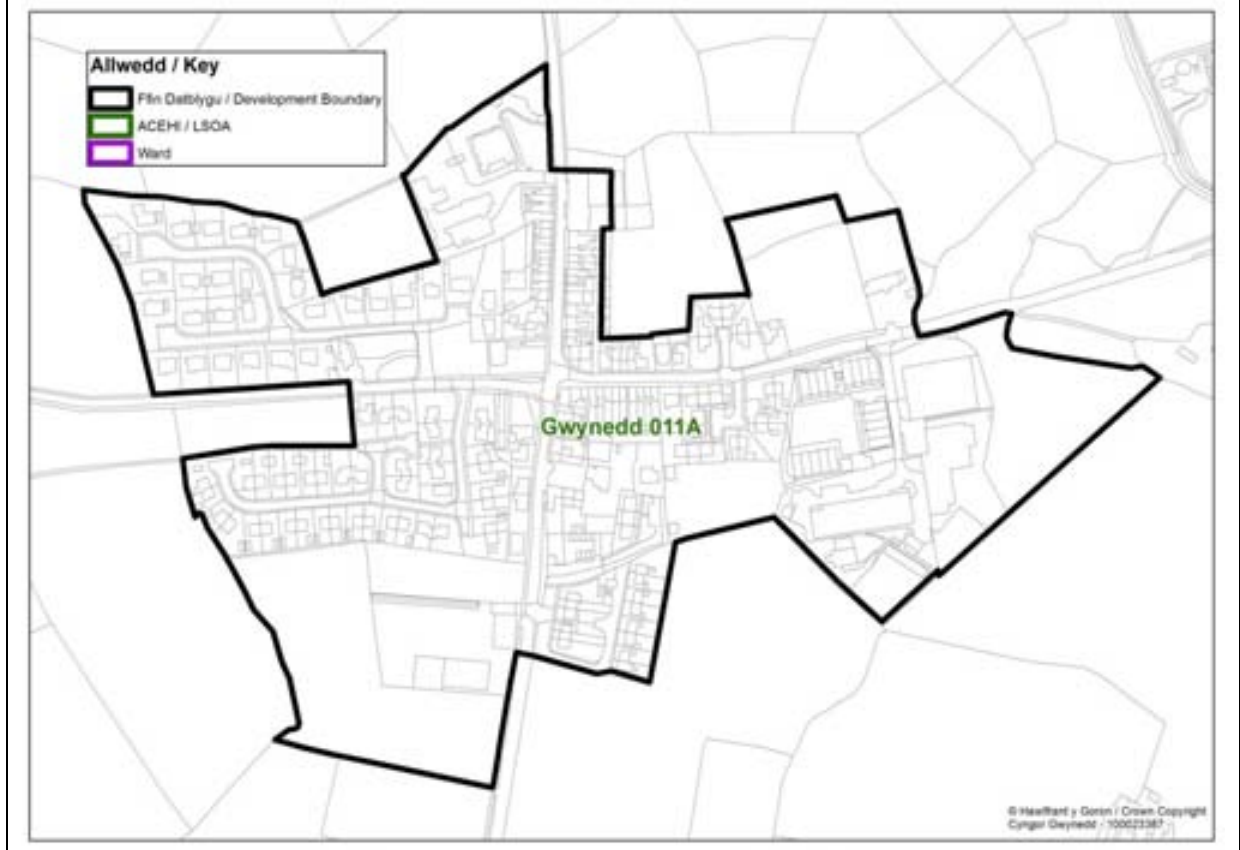 Allwedd / Key
Ffin Datblygu / Development Boundary
ACEHI / LSOA
Ward
Gwynedd 011A
© Hawlfraint y Goron / Crown Copyright
Cyngor Gwynedd - 100023387